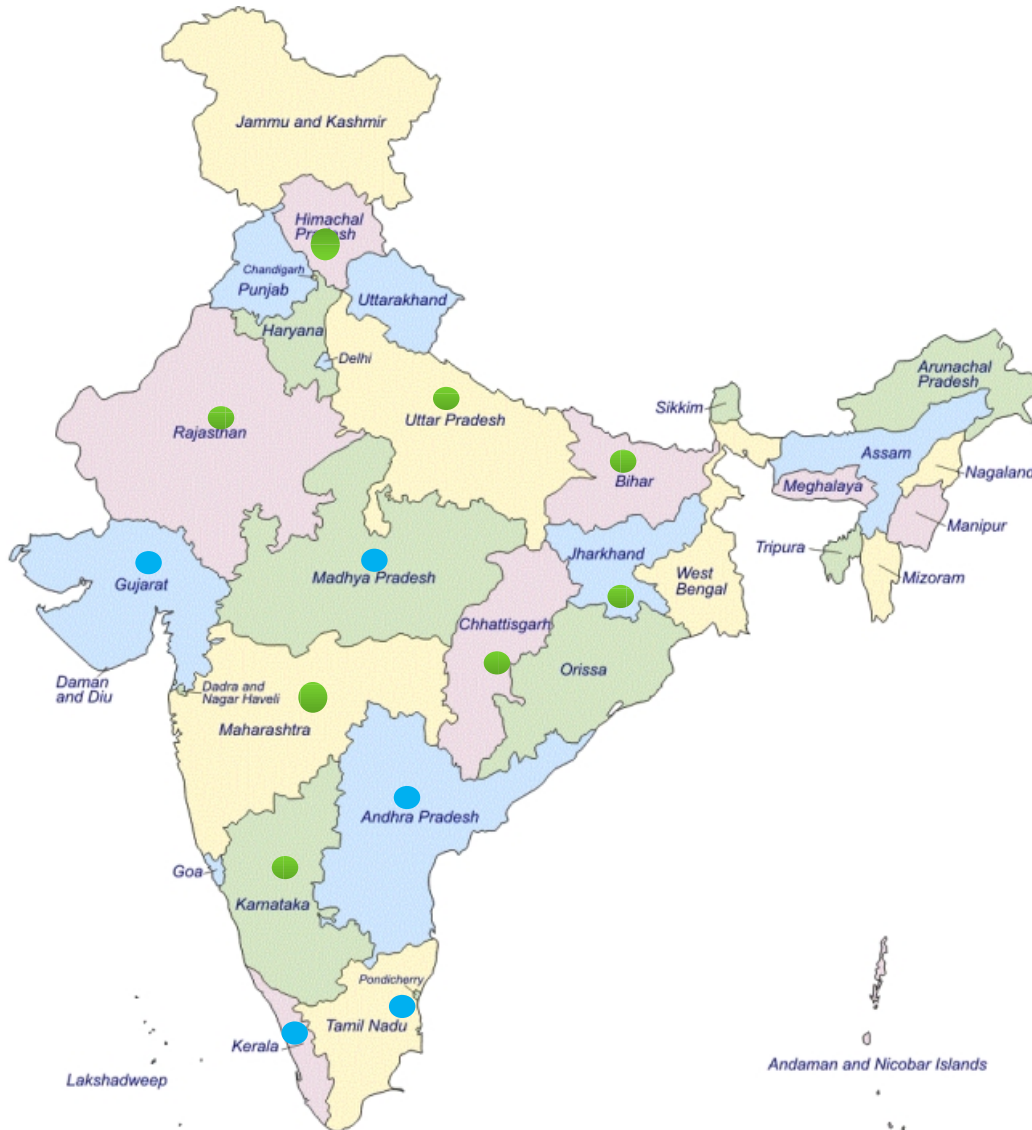 Jammu and Kashmir
Himachal
Pradesh
Chandigarh
Punjab
Uttarakhand
Haryana
Delhi
Arunachal
Pradesh
Sikkim
Uttar Pradesh
Rajasthan
Assam
Nagaland
Bihar
Meghalaya
Manipur
Jharkhand
Tripura
Gujarat
Madhya Pradesh
West
Bengal
Mizoram
Chhattisgarh
Orissa
Daman
and Diu
Dadra and
Nagar Haveli
Maharashtra
Andhra Pradesh
Goa
Karnataka
Pondicherry
Tamil Nadu
Kerala
Lakshadweep
Andaman and Nicobar Islands